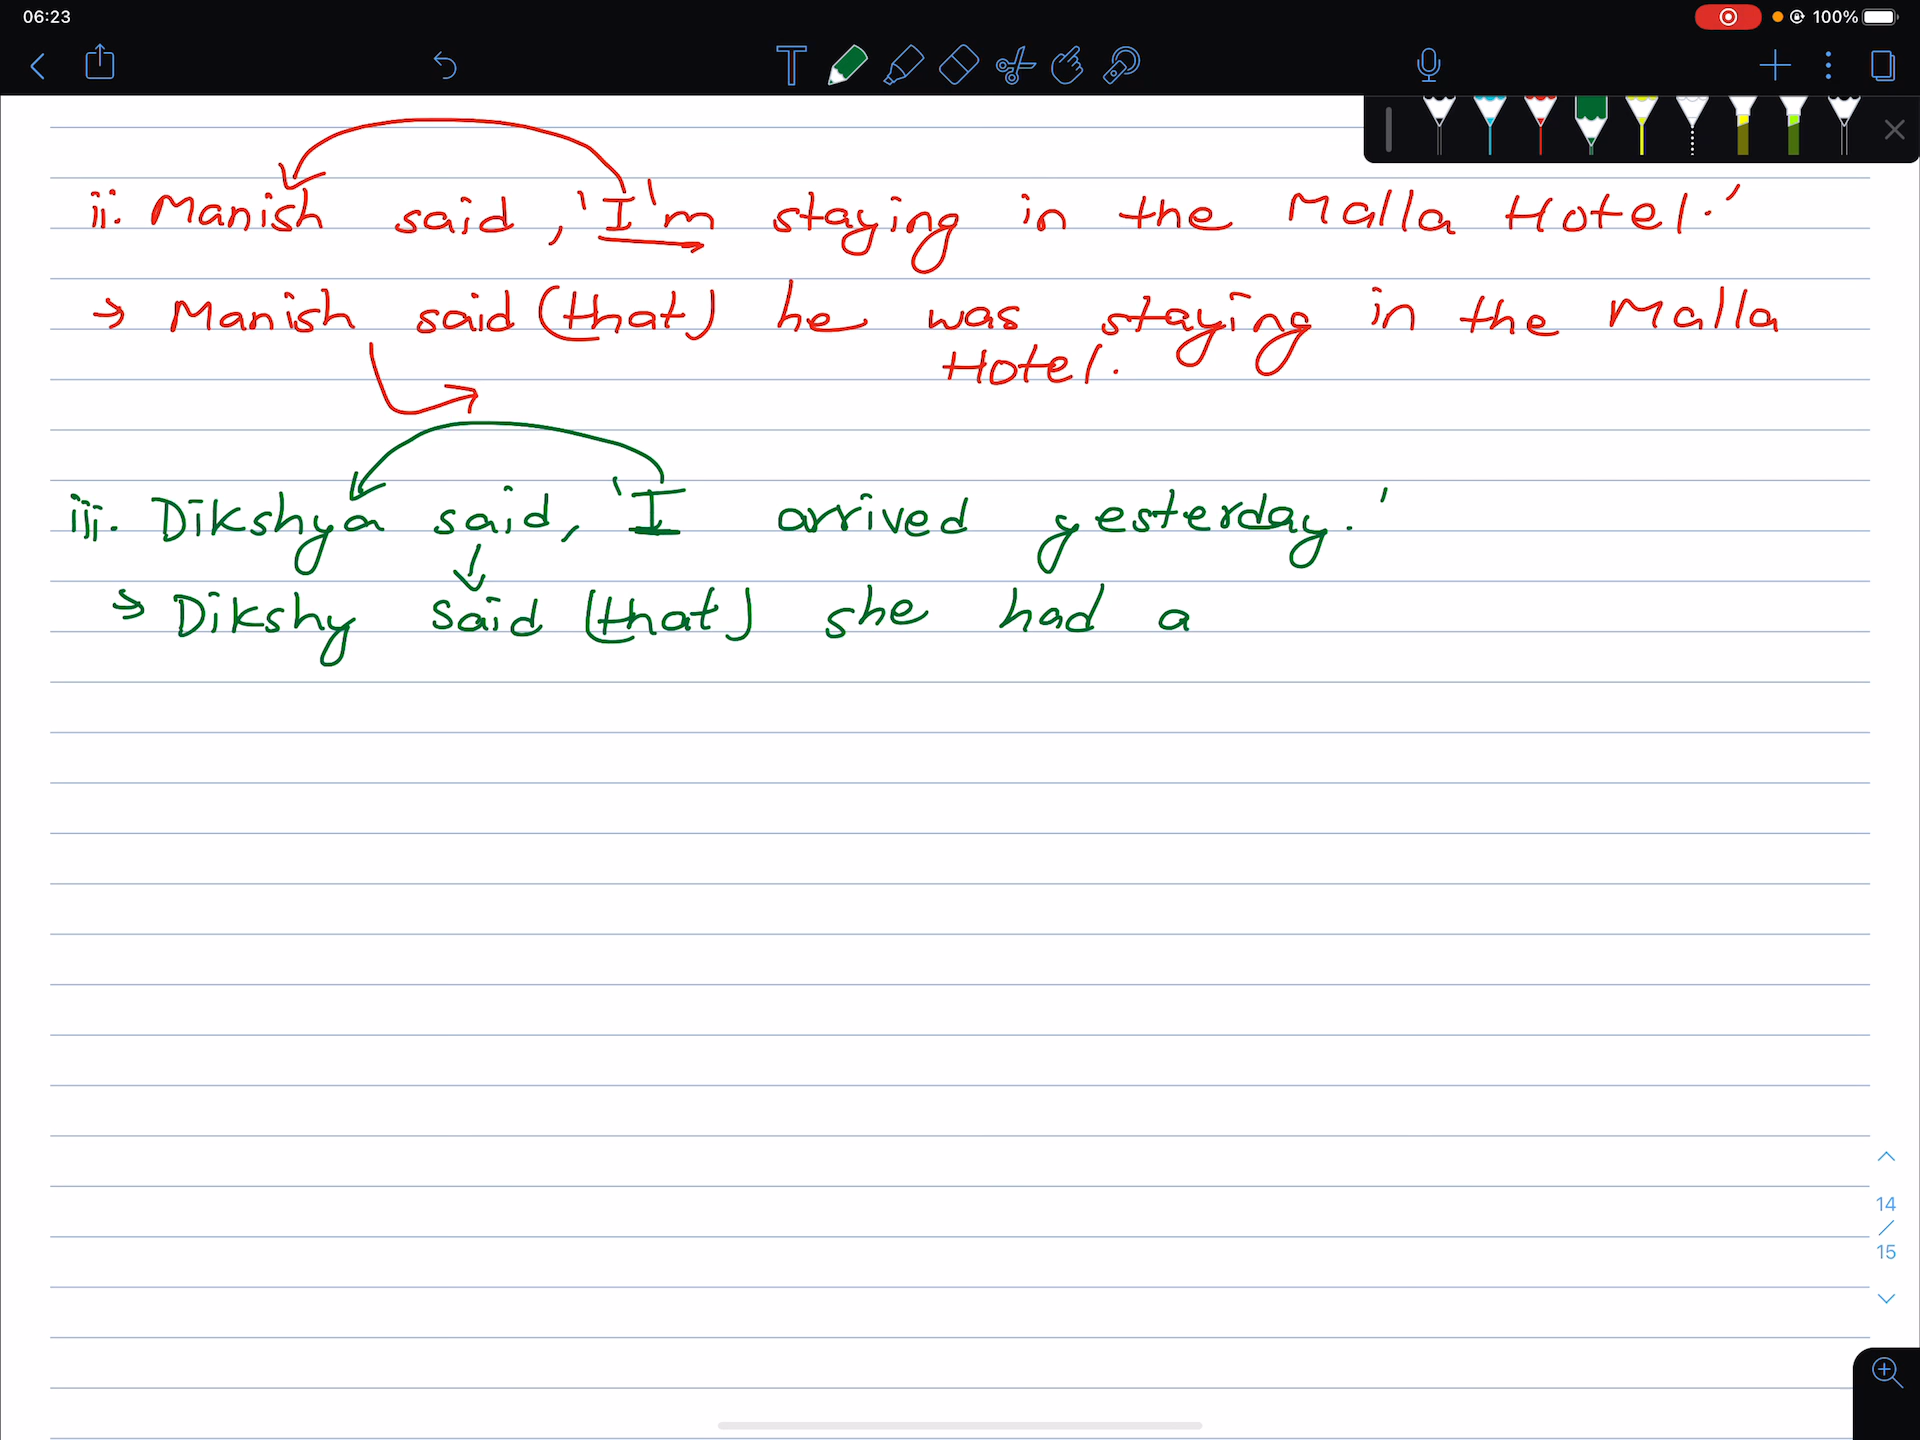 06:23
100%
ii. Manish said, 'I'm staying in the Malla Hotel.'
→ Manish said (that) he was staying in the Malla
Hotel.
iii. Dikshya said, 'I arrived yesterday.'
→ Dikshy said (that) she had a
14
/
15